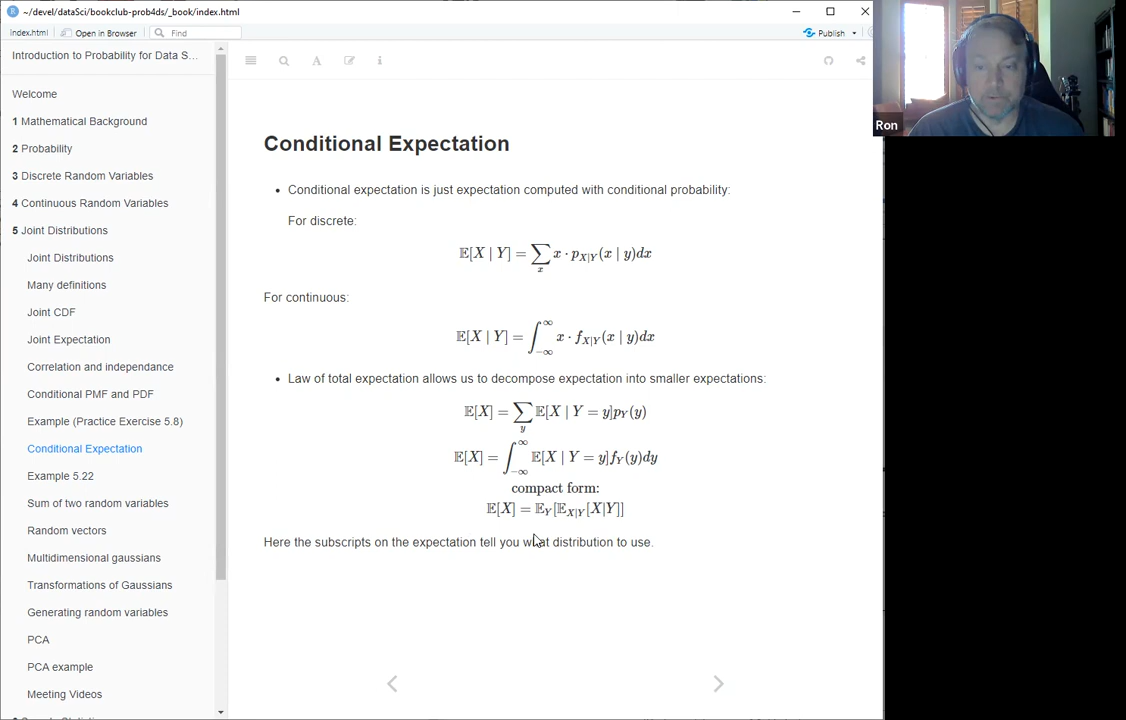 ~/devel/dataSci/bookclub-prob4ds/_book/index.html
Index.html
Open in Browser
Find
Publish
Introduction to Probability for Data S...
Welcome
1 Mathematical Background
2 Probability
3 Discrete Random Variables
4 Continuous Random Variables
5 Joint Distributions
Joint Distributions
Many definitions
Joint CDF
Joint Expectation
Correlation and independance
Conditional PMF and PDF
Example (Practice Exercise 5.8)
Conditional Expectation
Example 5.22
Sum of two random variables
Random vectors
Multidimensional gaussians
Transformations of Gaussians
Generating random variables
PCA
PCA example
Meeting Videos
Conditional Expectation
• Conditional expectation is just expectation computed with conditional probability:
For discrete:
𝔼[X | Y] = ∑_x x · p_{X|Y}(x | y)dx
For continuous:
𝔼[X | Y] = ∫_{−∞}^{∞} x · f_{X|Y}(x | y)dx
• Law of total expectation allows us to decompose expectation into smaller expectations:
𝔼[X] = ∑_y 𝔼[X | Y = y]p_Y(y)
𝔼[X] = ∫_{−∞}^{∞} 𝔼[X | Y = y]f_Y(y)dy
compact form:
𝔼[X] = 𝔼_Y[𝔼_{X|Y}[X|Y]]
Here the subscripts on the expectation tell you what distribution to use.
Ron